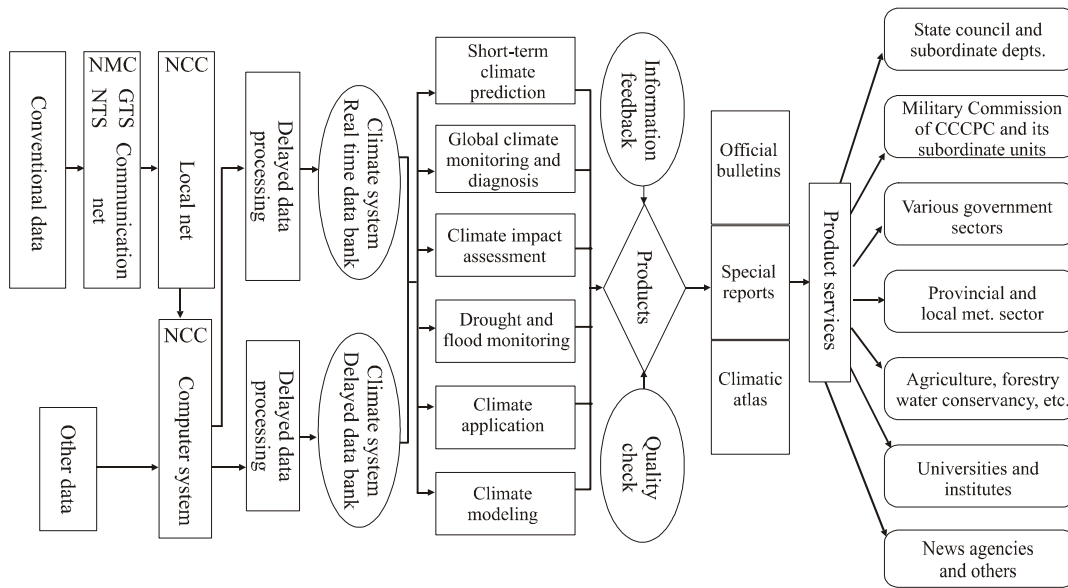 Conventional data
NMC
GTS Communication
NTS net
NCC
Local net
Other data
NCC
Computer system
Delayed data
processing
Delayed data
processing
Climate system
Real time data bank
Climate system
Delayed data bank
Short-term
climate
prediction
Global climate
monitoring and
diagnosis
Climate impact
assessment
Drought and
flood monitoring
Climate
application
Climate
modeling
Information
feedback
Products
Quality
check
Official
bulletins
Special
reports
Climatic
atlas
Product services
State council and
subordinate depts.
Military Commission
of CCCPC and its
subordinate units
Various government
sectors
Provincial and
local met. sector
Agriculture, forestry
water conservancy, etc.
Universities and
institutes
News agencies
and others